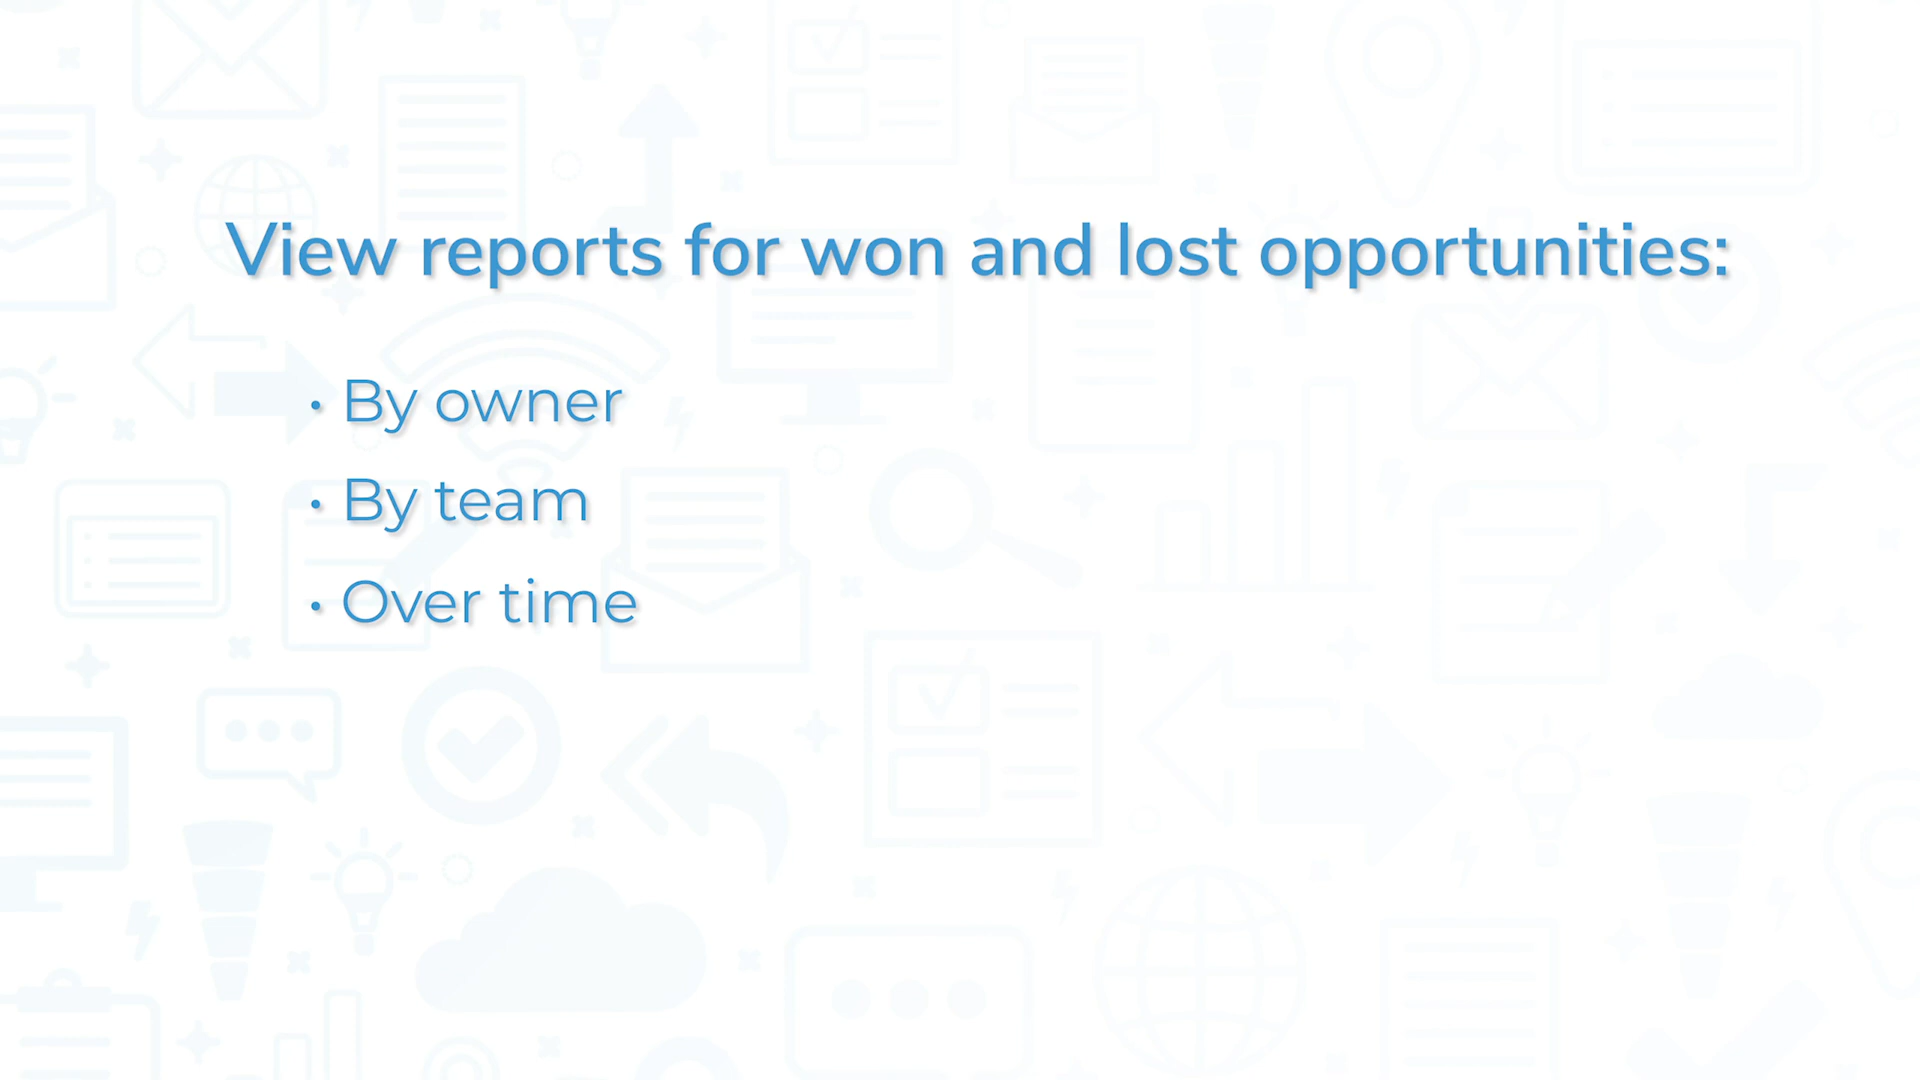 View reports for won and lost opportunities:
• By owner
• By team
• Over time